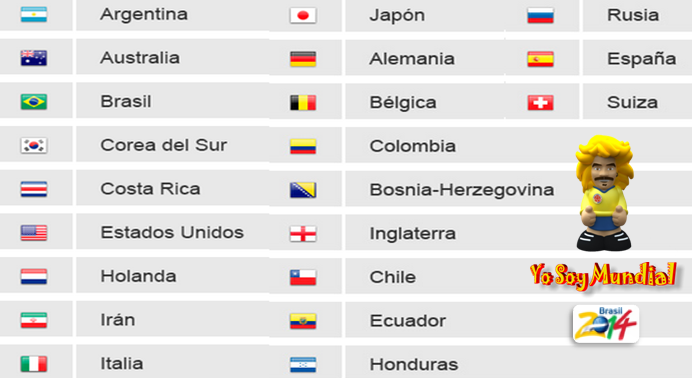 Argentina
Japón
Rusia
Australia
Alemania
España
Brasil
Bélgica
Suiza
Corea del Sur
Colombia
Costa Rica
Bosnia-Herzegovina
Estados Unidos
Inglaterra
Holanda
Chile
Yo Soy Mundial
Irán
Ecuador
Brasil
2014
Italia
Honduras